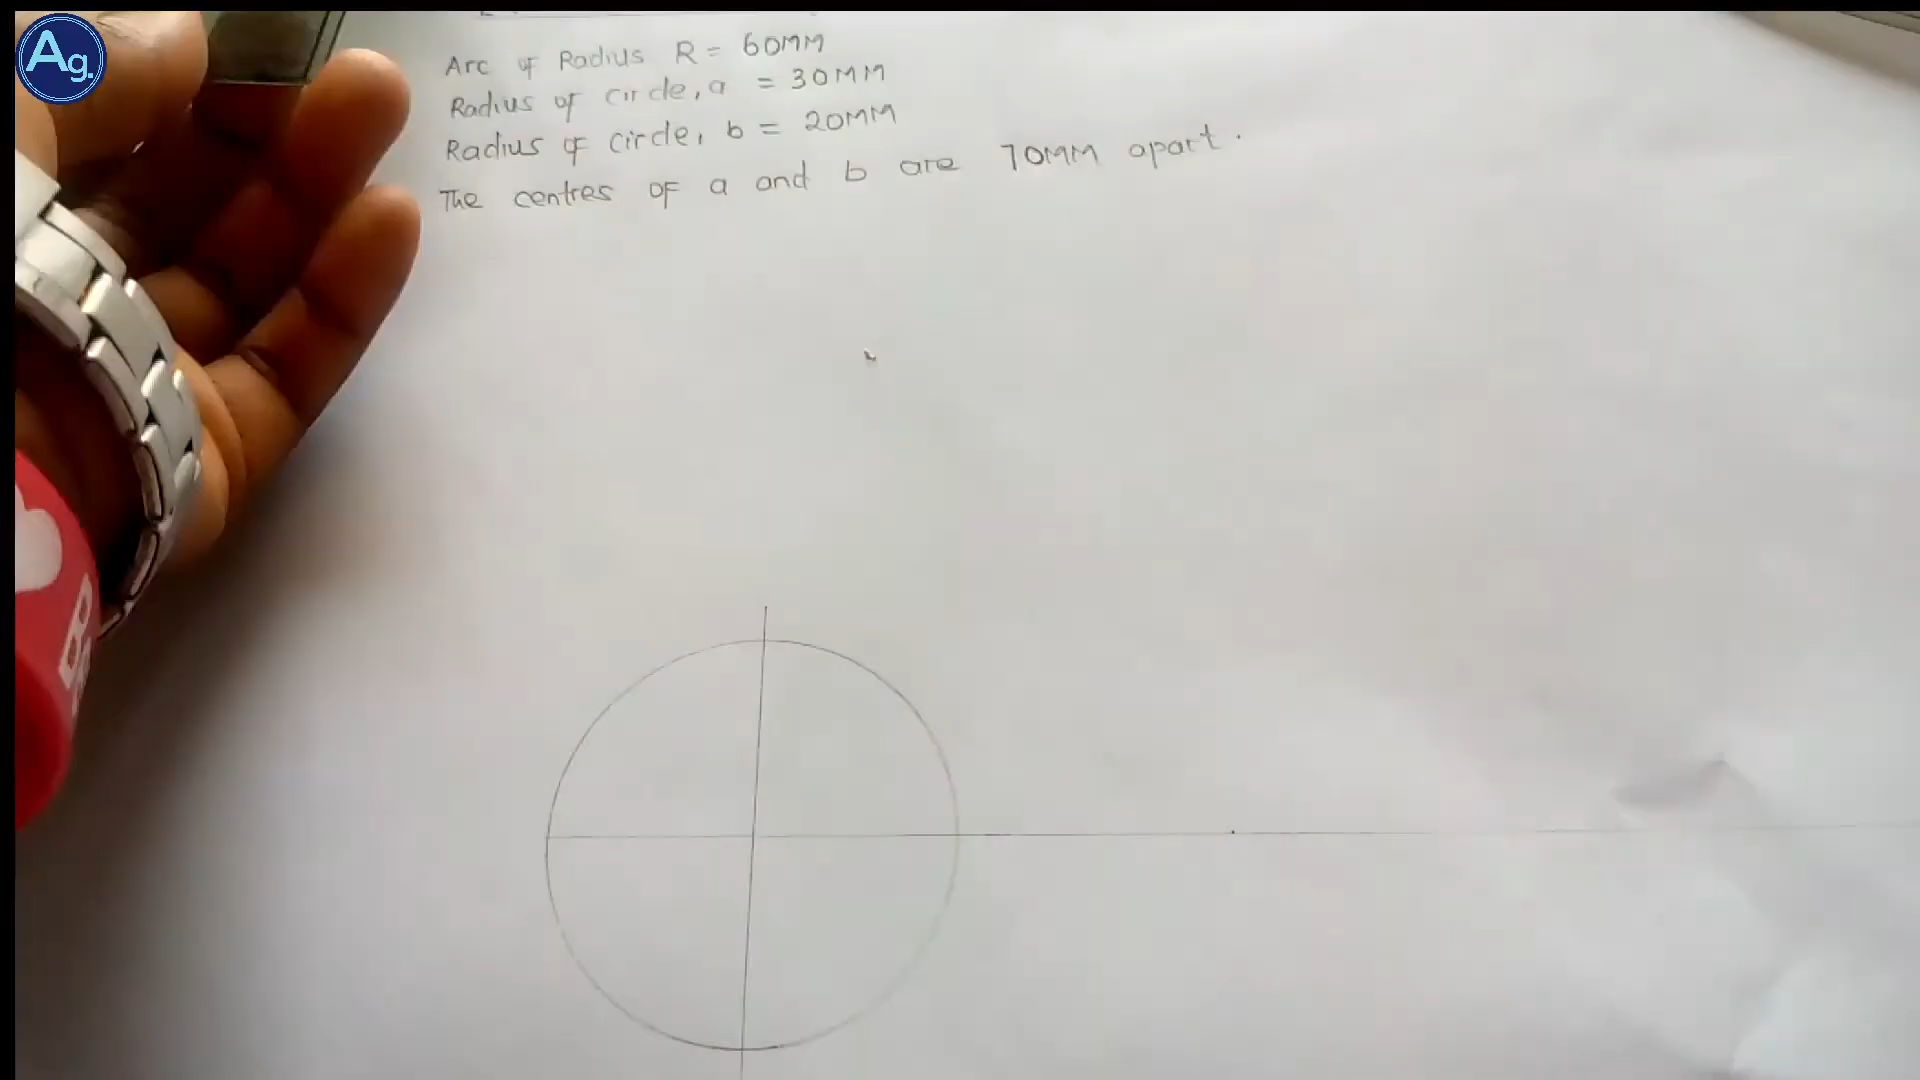 Ag.
Arc of Radius R = 60MM
Radius of circle, a = 30MM
Radius of circle, b = 20MM
The centres of a and b are 70MM apart.